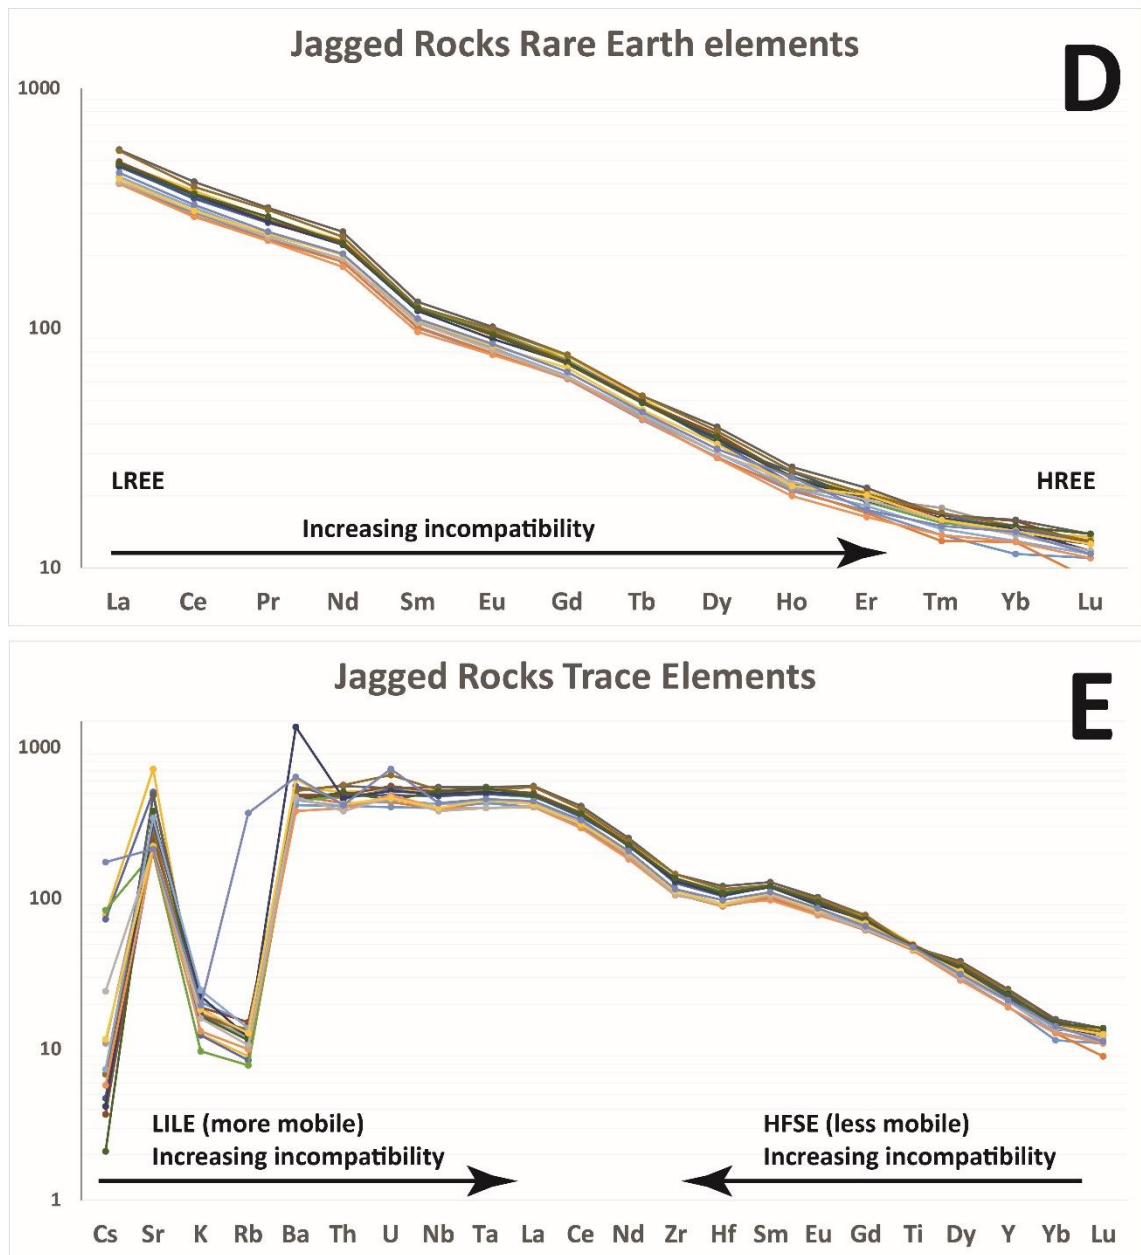 Jagged Rocks Rare Earth elements
D
1000
100
LREE
HREE
Increasing incompatibility
10
La Ce Pr Nd Sm Eu Gd Tb Dy Ho Er Tm Yb Lu
Jagged Rocks Trace Elements
E
1000
100
10
LILE (more mobile)
Increasing incompatibility
HFSE (less mobile)
Increasing incompatibility
1
Cs Sr K Rb Ba Th U Nb Ta La Ce Nd Zr Hf Sm Eu Gd Ti Dy Y Yb Lu